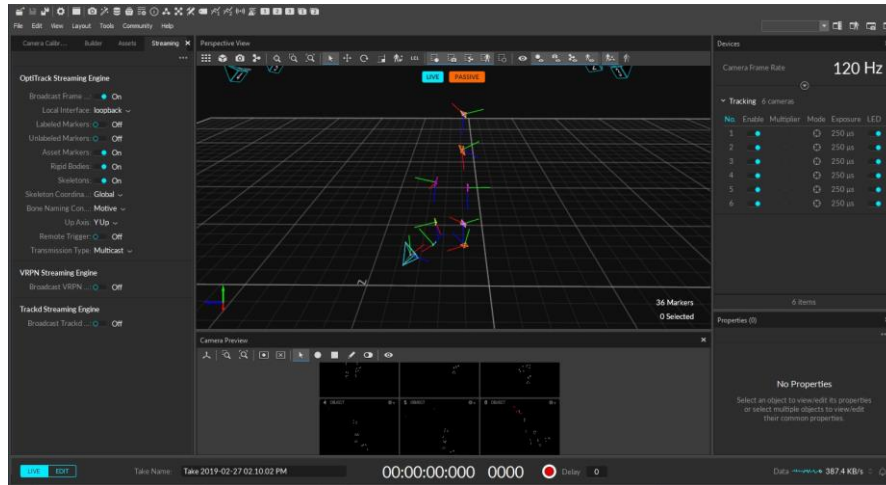 File Edit View Layout Tools Community Help
Camera Calibr... Builder Assets Streaming
Perspective View
Devices
LIVE PASSIVE
Camera Frame Rate 120 Hz
OptiTrack Streaming Engine
Broadcast Frame ... On
Local Interface: loopback
Labeled Markers: Off
Unlabeled Markers: Off
Asset Markers: On
Rigid Bodies: On
Skeletons: On
Skeleton Coordina... Global
Bone Naming Con... Motive
Up Axis Y Up
Remote Trigger: Off
Transmission Type: Multicast
VRPN Streaming Engine
Broadcast VRPN ... Off
Trackd Streaming Engine
Broadcast Trackd ... Off
Tracking 6 cameras
No. Enable Multiplier Mode Exposure LED
1 250 µs
2 250 µs
3 250 µs
4 250 µs
5 250 µs
6 250 µs
6 items
36 Markers
0 Selected
Camera Preview
4 OBJECT 5 OBJECT 6 OBJECT
Properties (0)
No Properties
Select an object to view/edit its properties
or select multiple objects to view/edit
their common properties.
LIVE EDIT Take Name: Take 2019-02-27 02.10.02 PM 00:00:00:000 0000 Delay 0 Data 387.4 KB/s